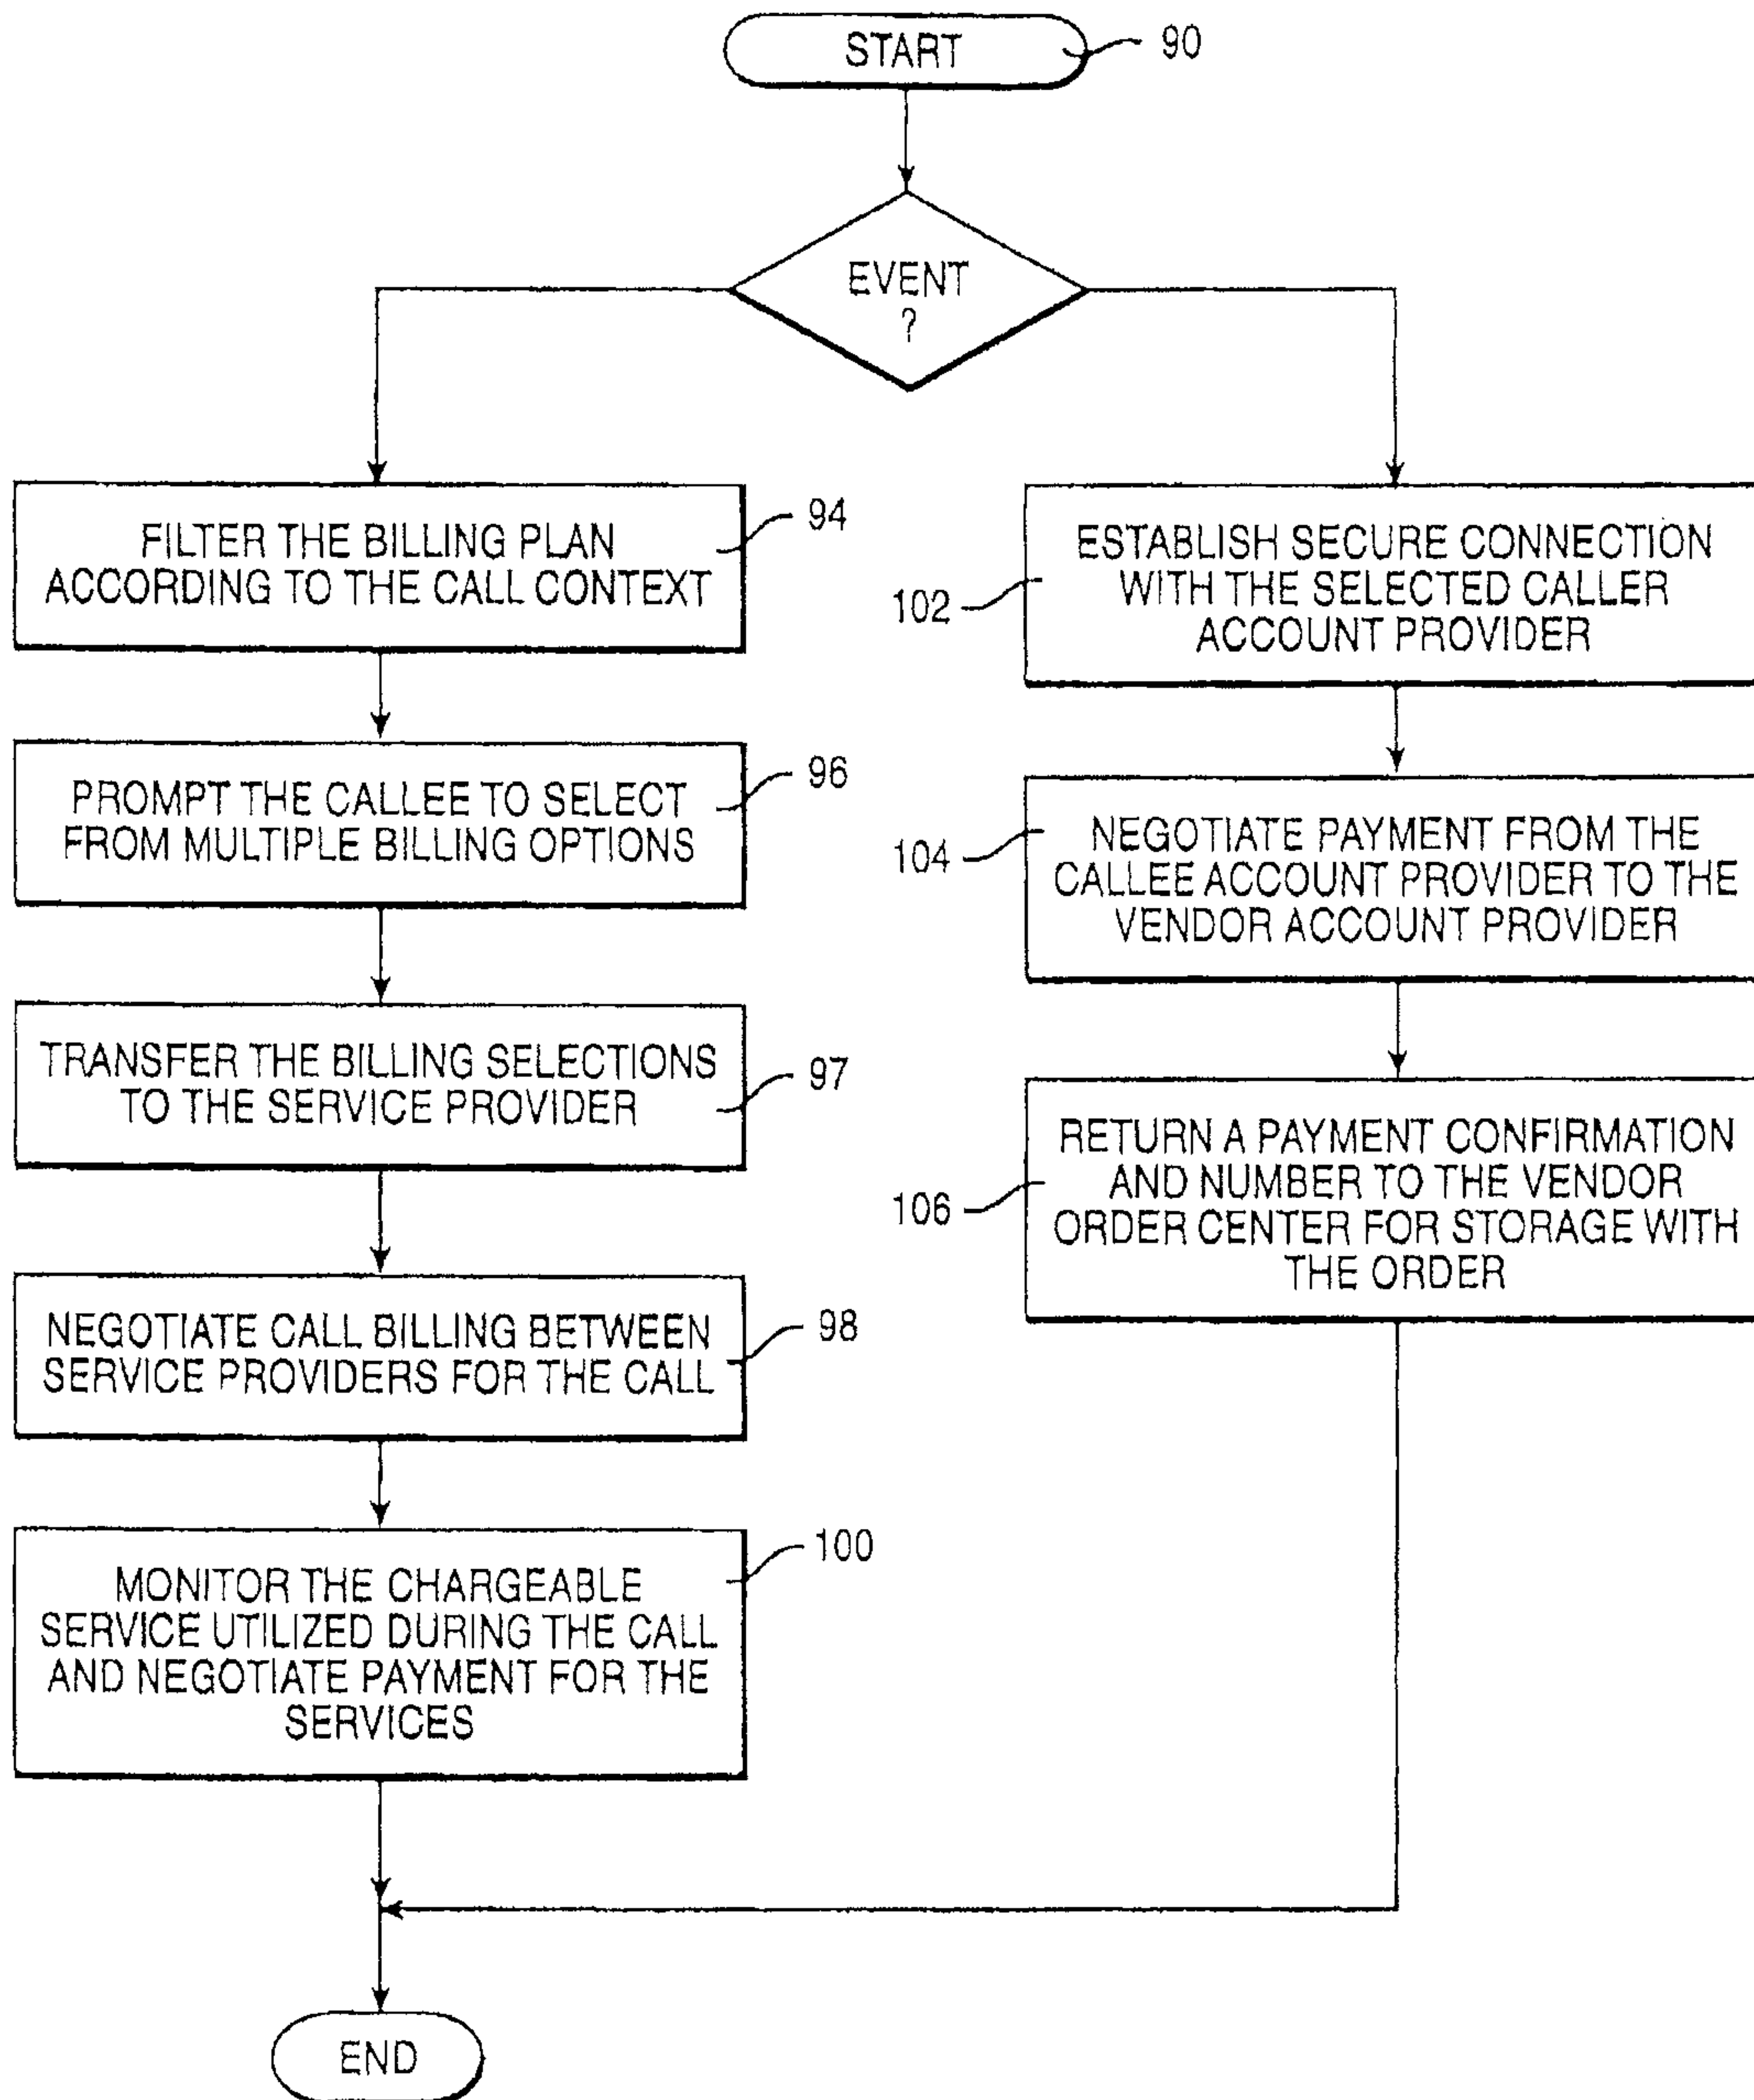 START
90
EVENT
?
FILTER THE BILLING PLAN
ACCORDING TO THE CALL CONTEXT
94
PROMPT THE CALLEE TO SELECT
FROM MULTIPLE BILLING OPTIONS
96
TRANSFER THE BILLING SELECTIONS
TO THE SERVICE PROVIDER
97
NEGOTIATE CALL BILLING BETWEEN
SERVICE PROVIDERS FOR THE CALL
98
MONITOR THE CHARGEABLE
SERVICE UTILIZED DURING THE CALL
AND NEGOTIATE PAYMENT FOR THE
SERVICES
100
ESTABLISH SECURE CONNECTION
WITH THE SELECTED CALLER
ACCOUNT PROVIDER
102
NEGOTIATE PAYMENT FROM THE
CALLEE ACCOUNT PROVIDER TO THE
VENDOR ACCOUNT PROVIDER
104
RETURN A PAYMENT CONFIRMATION
AND NUMBER TO THE VENDOR
ORDER CENTER FOR STORAGE WITH
THE ORDER
106
END